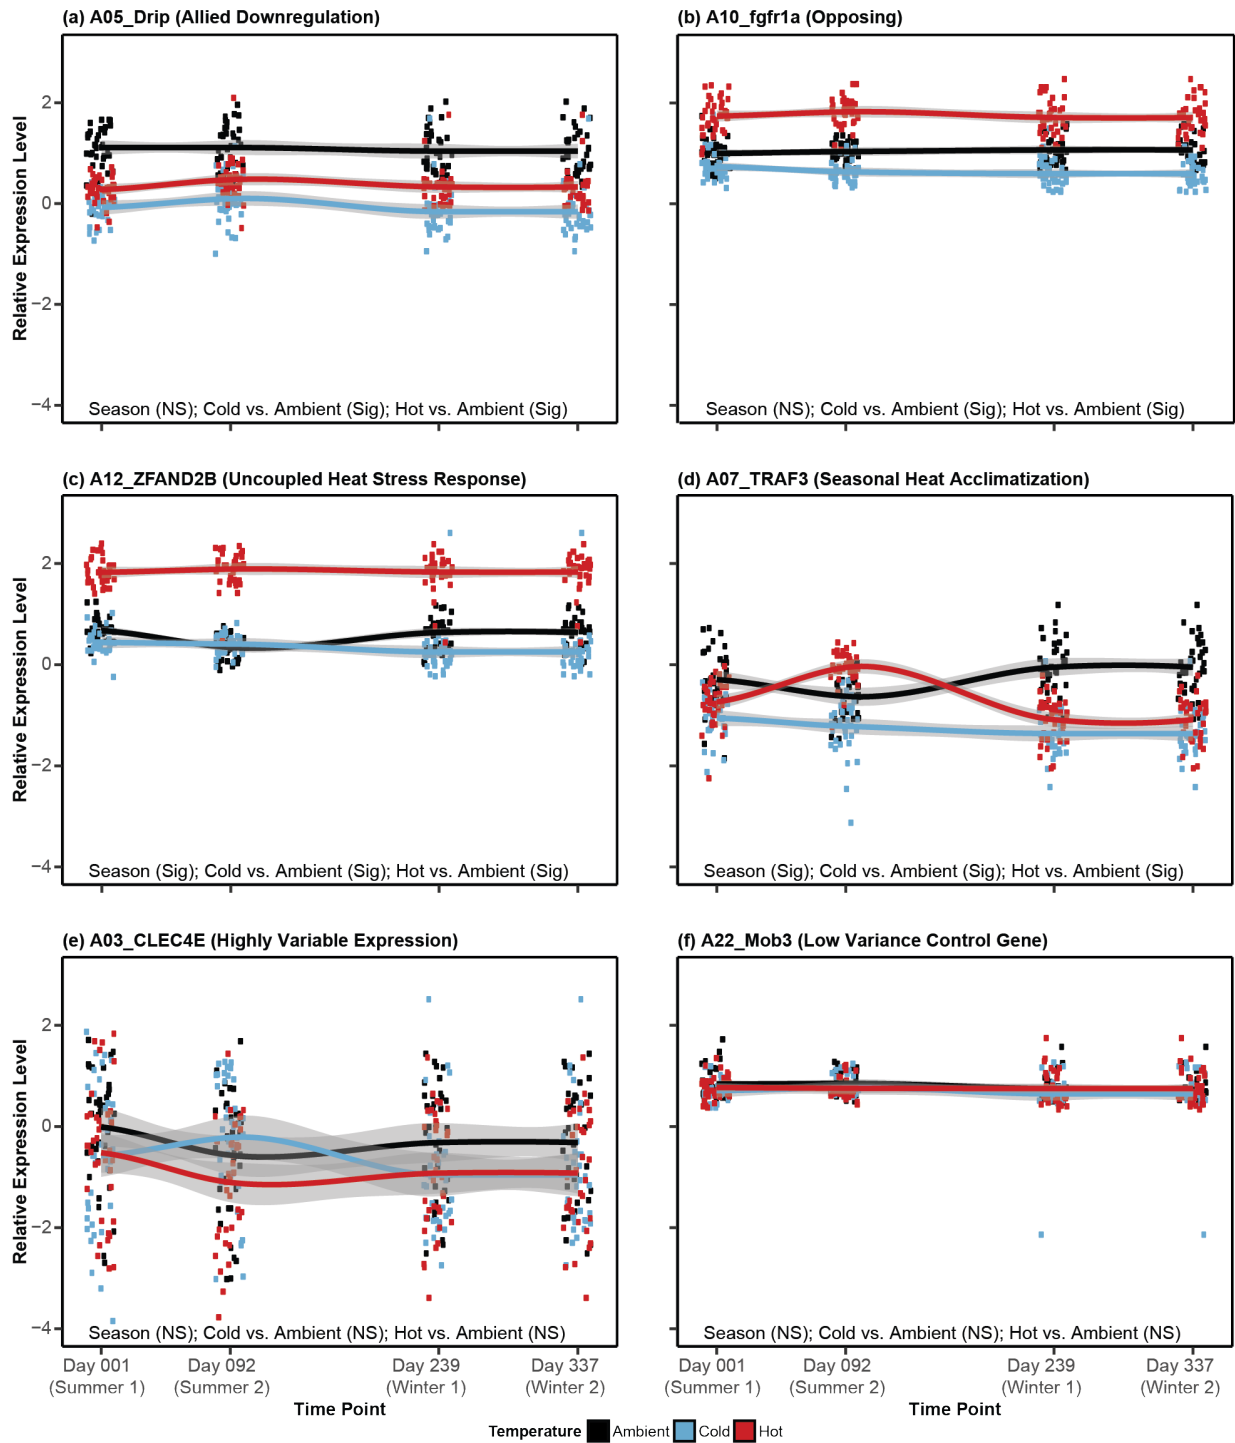 (a) A05_Drip (Allied Downregulation)
(b) A10_fgfr1a (Opposing)
Relative Expression Level
2
0
−2
−4
Season (NS); Cold vs. Ambient (Sig); Hot vs. Ambient (Sig)
Season (NS); Cold vs. Ambient (Sig); Hot vs. Ambient (Sig)
(c) A12_ZFAND2B (Uncoupled Heat Stress Response)
(d) A07_TRAF3 (Seasonal Heat Acclimatization)
Relative Expression Level
2
0
−2
−4
Season (Sig); Cold vs. Ambient (Sig); Hot vs. Ambient (Sig)
Season (Sig); Cold vs. Ambient (Sig); Hot vs. Ambient (Sig)
(e) A03_CLEC4E (Highly Variable Expression)
(f) A22_Mob3 (Low Variance Control Gene)
Relative Expression Level
2
0
−2
−4
Season (NS); Cold vs. Ambient (NS); Hot vs. Ambient (NS)
Season (NS); Cold vs. Ambient (NS); Hot vs. Ambient (NS)
Day 001
(Summer 1)
Day 092
(Summer 2)
Day 239
(Winter 1)
Day 337
(Winter 2)
Day 001
(Summer 1)
Day 092
(Summer 2)
Day 239
(Winter 1)
Day 337
(Winter 2)
Time Point
Time Point
Temperature Ambient Cold Hot